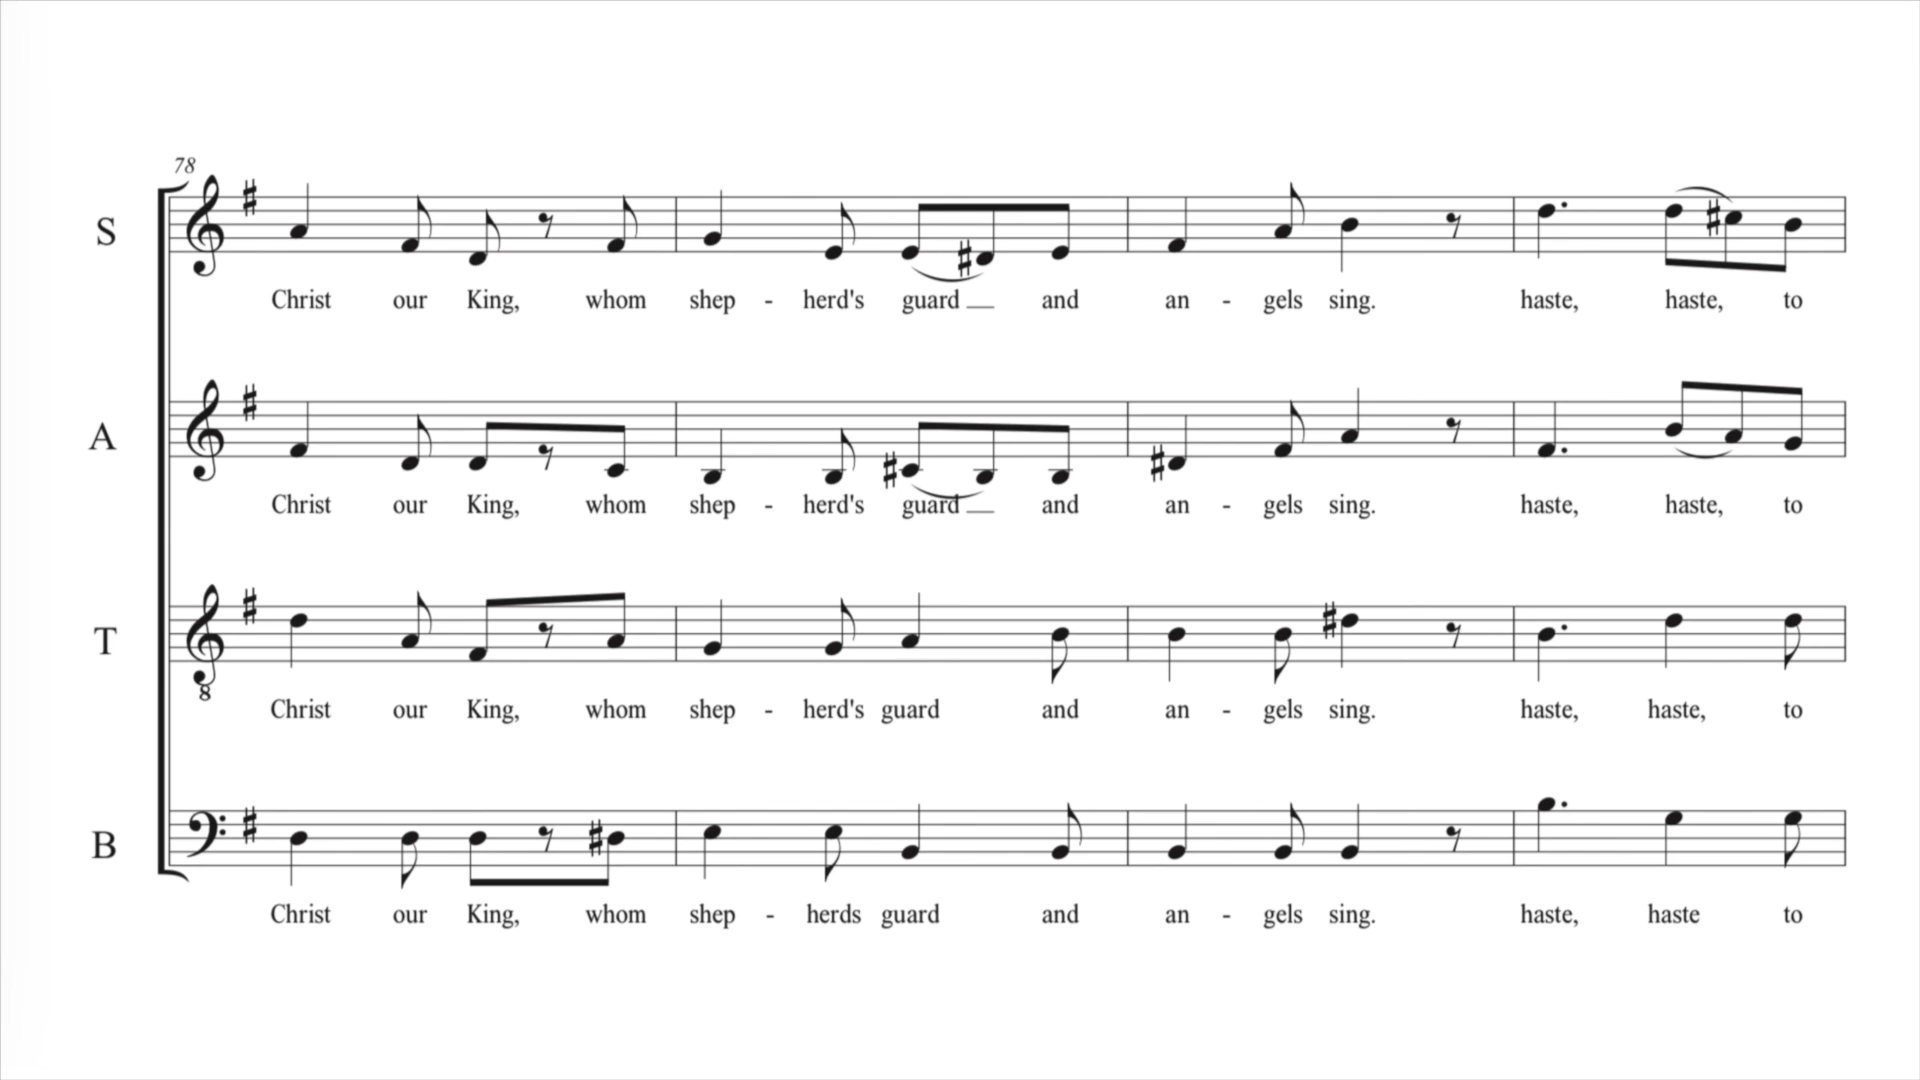 78
S
Christ our King, whom shep - herd's guard and an - gels sing. haste, haste, to
A
Christ our King, whom shep - herd's guard and an - gels sing. haste, haste, to
T
8
Christ our King, whom shep - herd's guard and an - gels sing. haste, haste, to
B
Christ our King, whom shep - herds guard and an - gels sing. haste, haste to